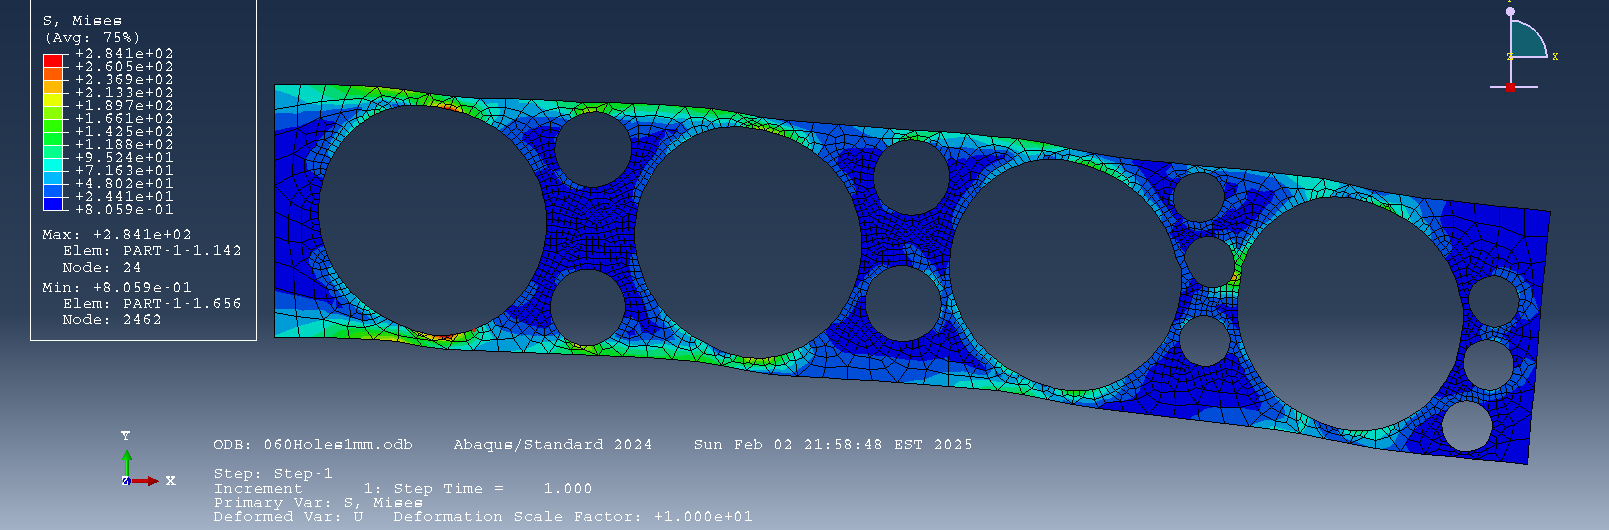 S, Mises
(Avg: 75%)
+2.841e+02
+2.605e+02
+2.369e+02
+2.133e+02
+1.897e+02
+1.661e+02
+1.425e+02
+1.188e+02
+9.524e+01
+7.163e+01
+4.802e+01
+2.441e+01
+8.059e-01
Max: +2.841e+02
Elem: PART-1-1.142
Node: 24
Min: +8.059e-01
Elem: PART-1-1.656
Node: 2462
Z X
Y
Z X
ODB: 060Holes1mm.odb Abaqus/Standard 2024 Sun Feb 02 21:58:48 EST 2025
Step: Step-1
Increment 1: Step Time = 1.000
Primary Var: S, Mises
Deformed Var: U Deformation Scale Factor: +1.000e+01